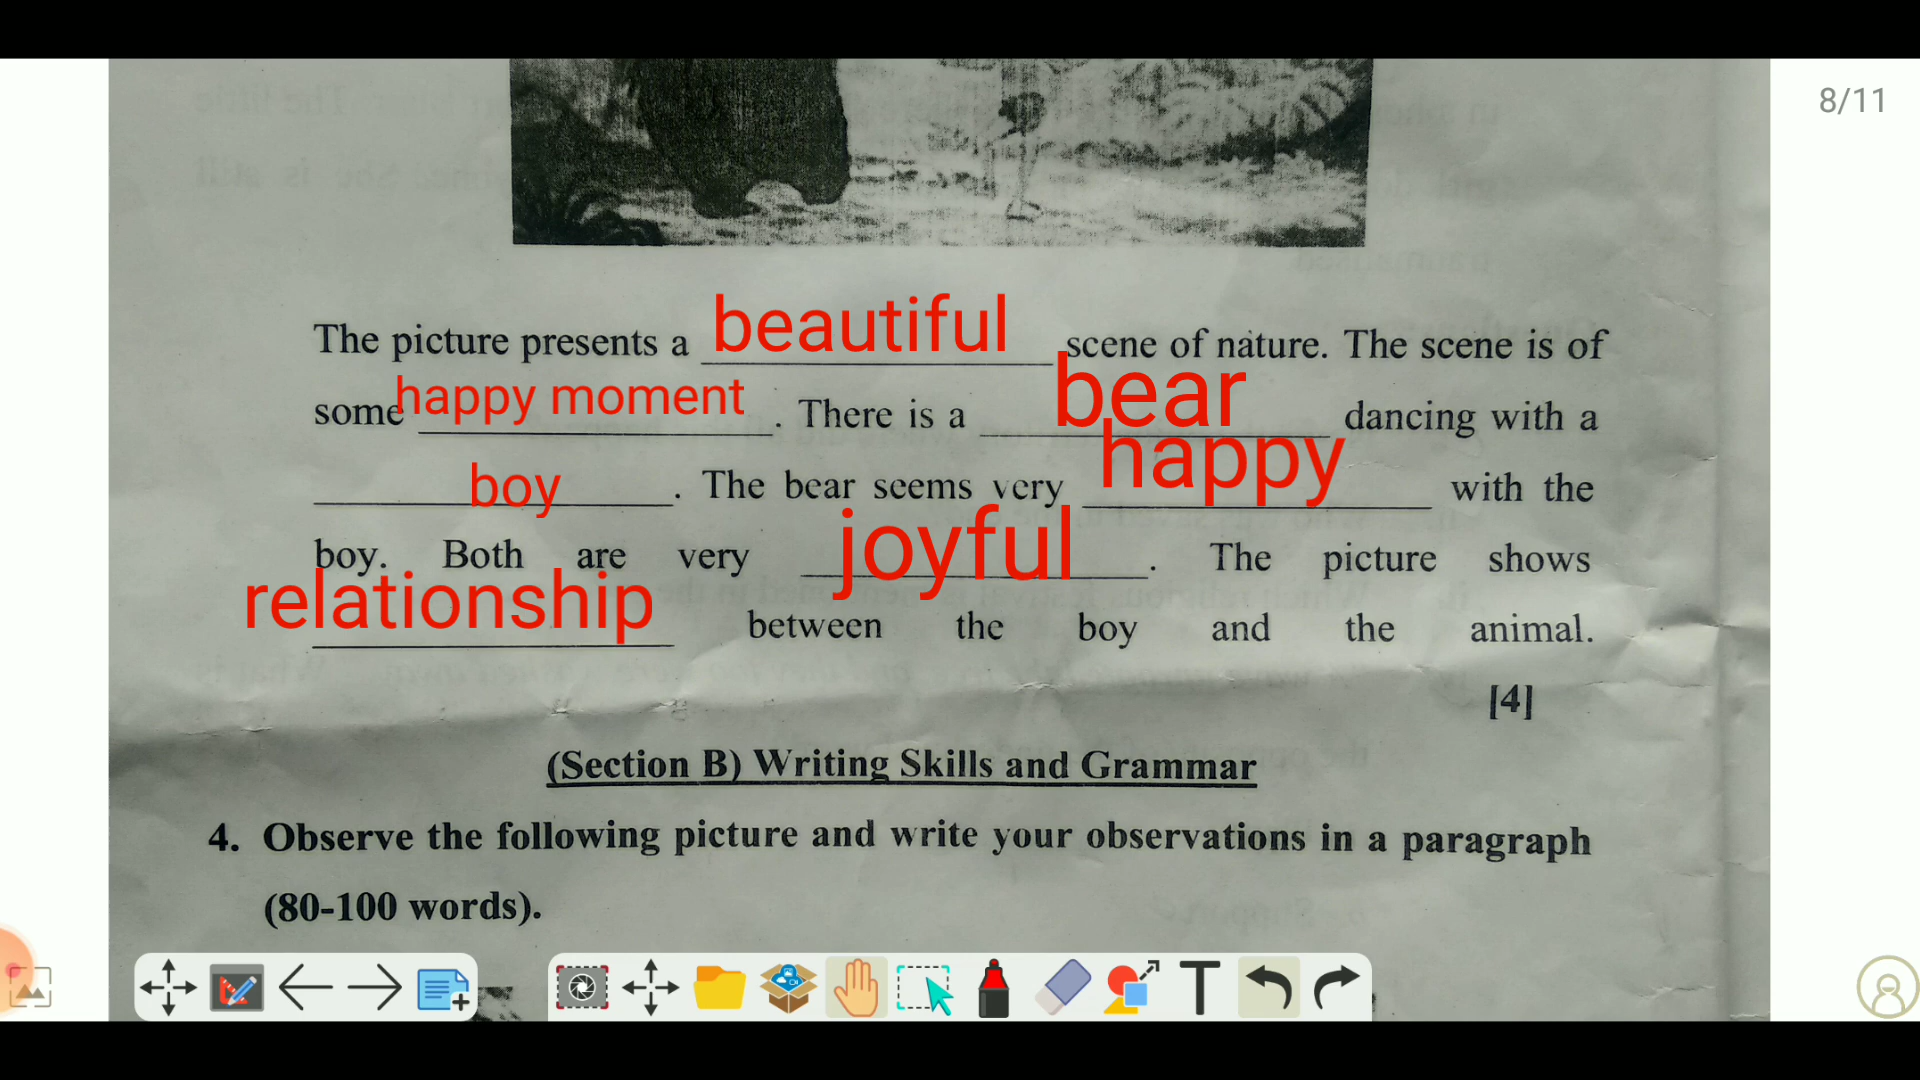 8/11
The picture presents a beautiful scene of nature. The scene is of
some happy moment. There is a bear dancing with a
boy. The bear seems very happy with the
boy. Both are very joyful. The picture shows
relationship between the boy and the animal.
[4]
(Section B) Writing Skills and Grammar
4. Observe the following picture and write your observations in a paragraph
(80-100 words).
T